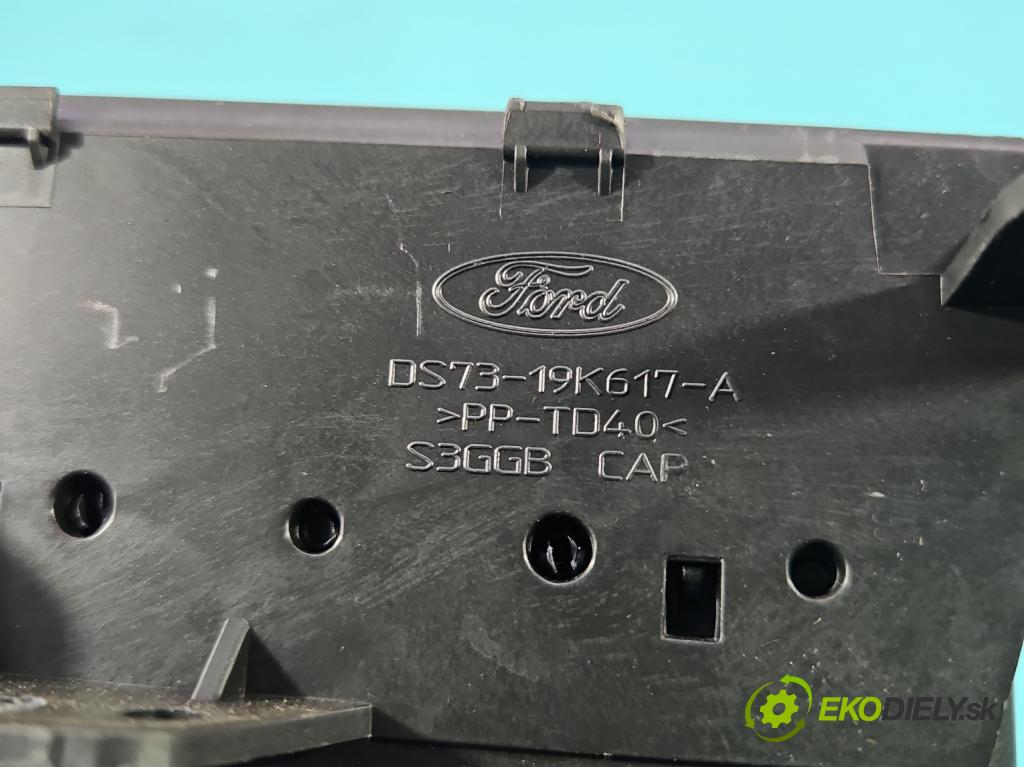 Ford
DS73-19K617-A
>PP-TD40<
S3GGB CAP
EKODIELY.sk